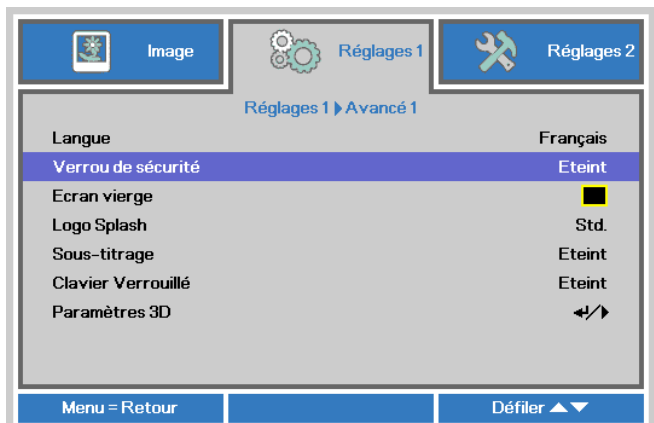 Image
Réglages 1
Réglages 2
Réglages 1 ▶ Avancé 1
Langue Français
Verrou de sécurité Eteint
Ecran vierge
Logo Splash Std.
Sous-titrage Eteint
Clavier Verrouillé Eteint
Paramètres 3D ↵/▶
Menu = Retour
Défiler ▲▼